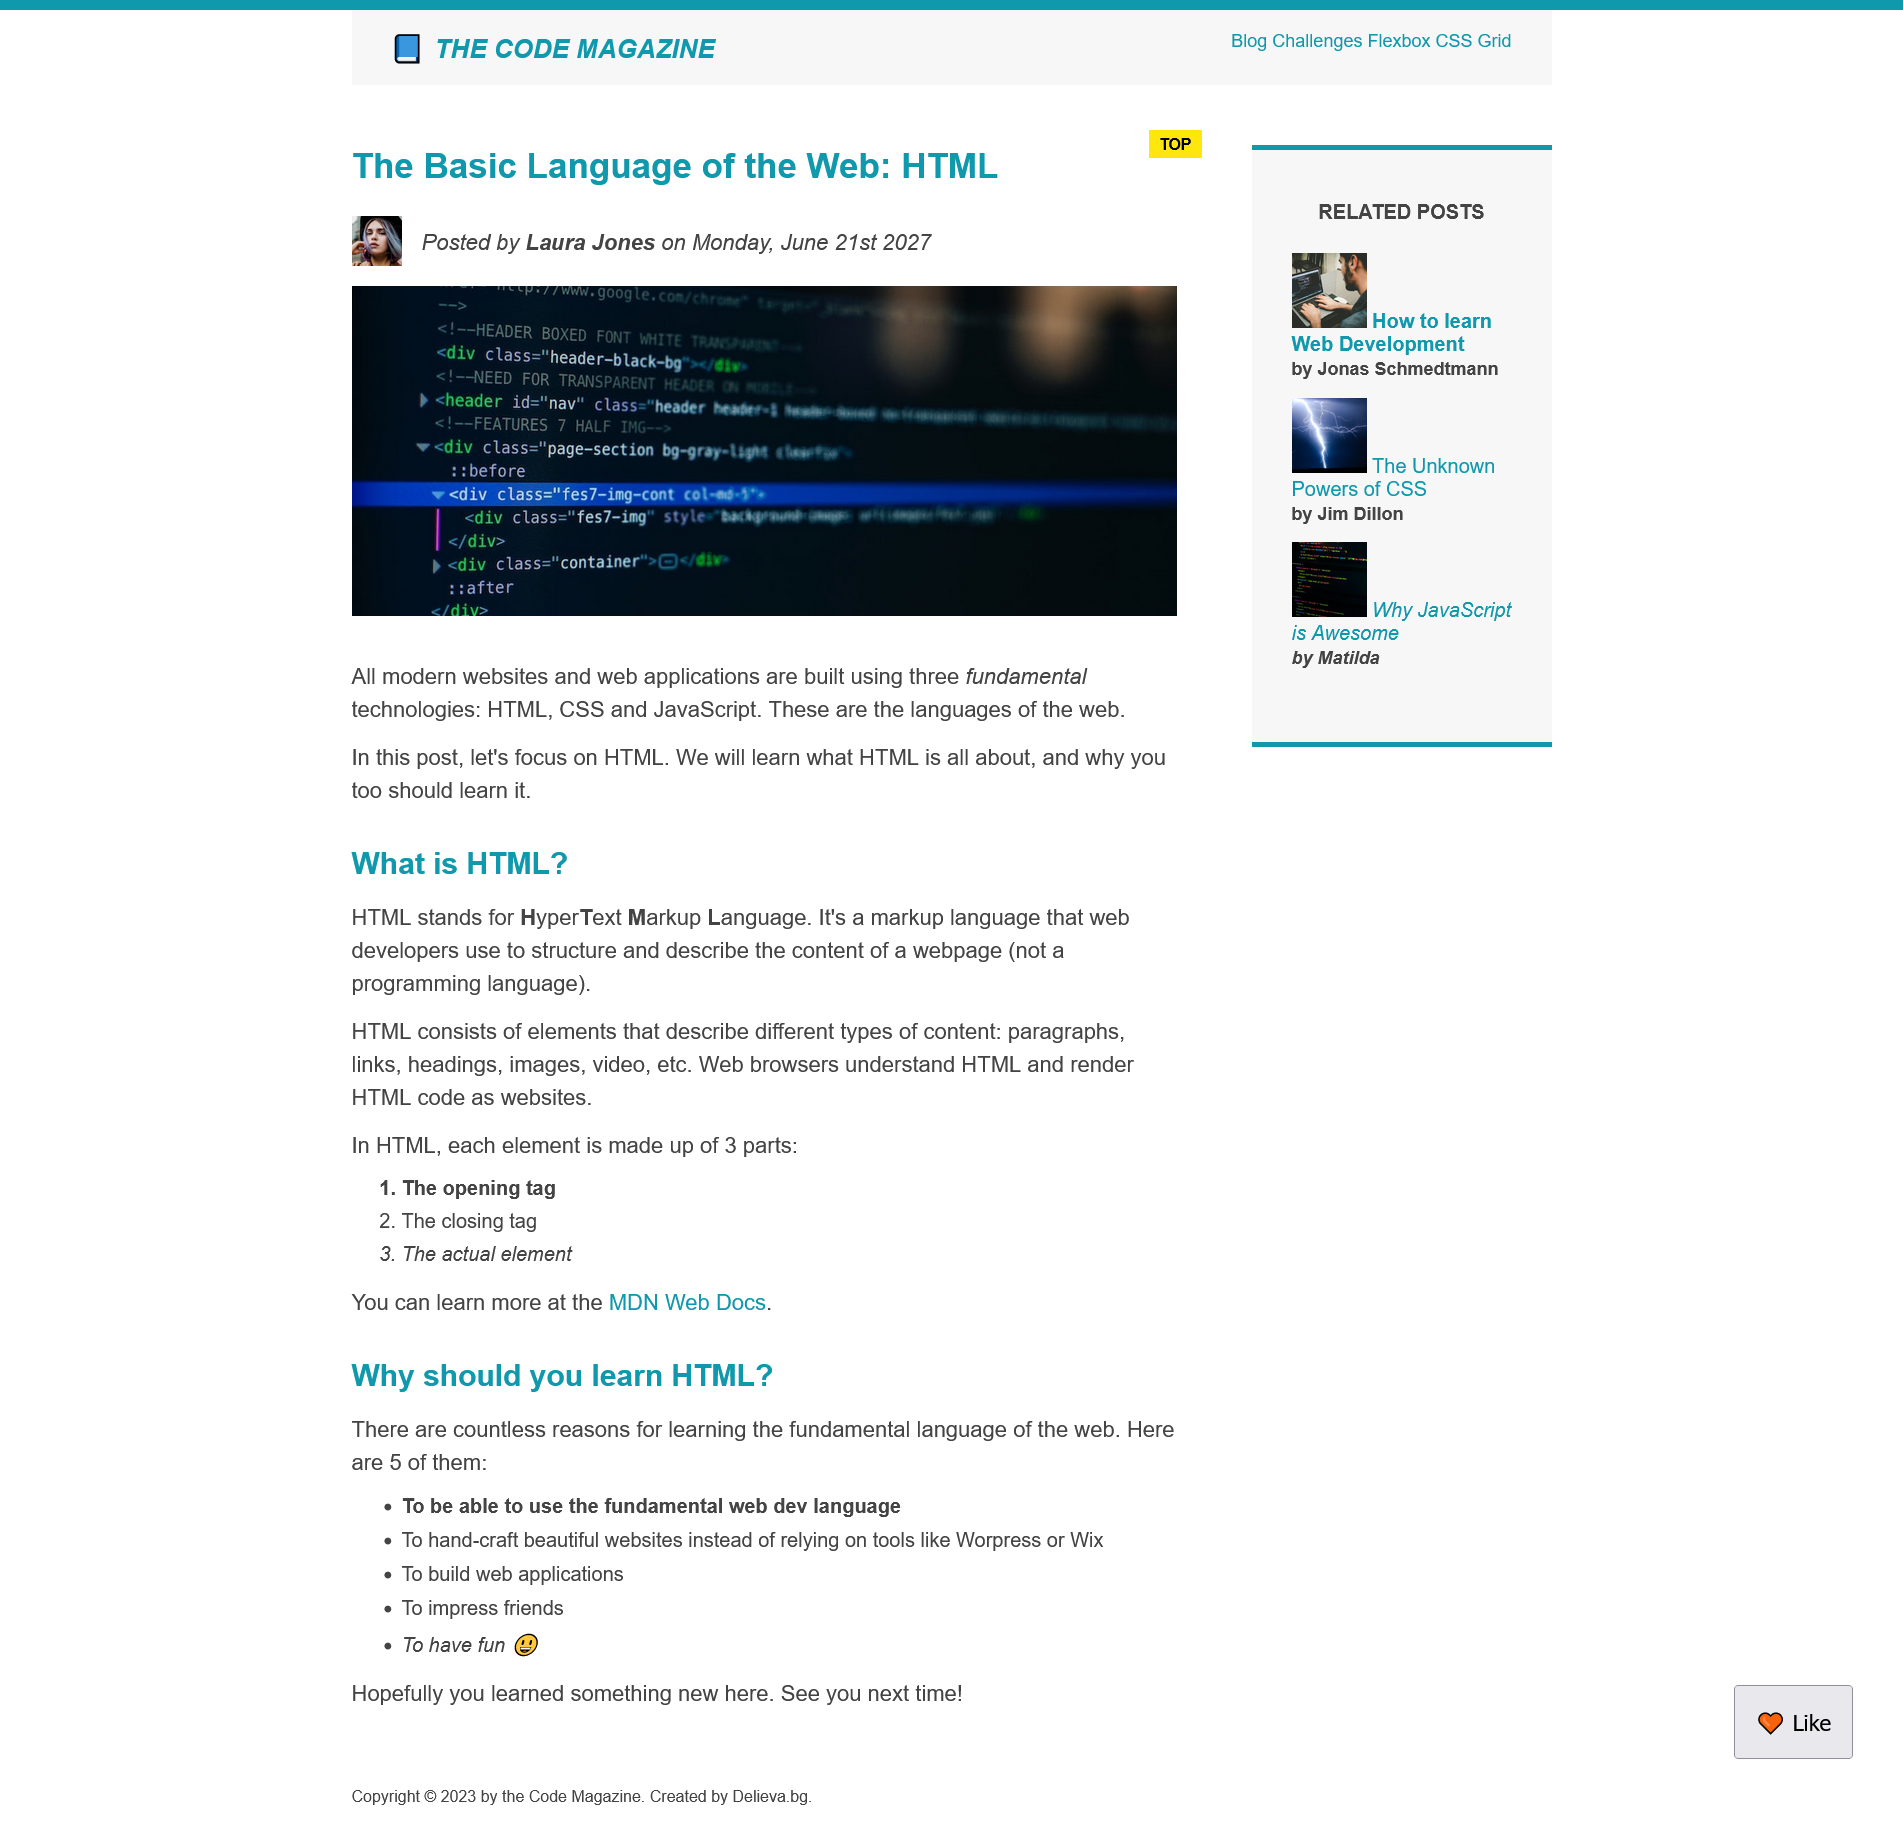 THE CODE MAGAZINE
Blog Challenges Flexbox CSS Grid
The Basic Language of the Web: HTML
TOP
Posted by Laura Jones on Monday, June 21st 2027
-->
<!--HEADER BOXED FONT WHITE TRANSPARENT-->
<div class="header-black-bg"></div>
<!--NEED FOR TRANSPARENT HEADER ON MOBILE-->
<header id="nav" class="header header-1
<!--FEATURES 7 HALF IMG-->
<div class="page-section bg-gray-light clearfix">
::before
<div class="fes7-img-cont col-md-5">
<div class="fes7-img" style="background-image:
</div>
<div class="container"></div>
::after
</div>
All modern websites and web applications are built using three fundamental
technologies: HTML, CSS and JavaScript. These are the languages of the web.
In this post, let's focus on HTML. We will learn what HTML is all about, and why you
too should learn it.
What is HTML?
HTML stands for HyperText Markup Language. It's a markup language that web
developers use to structure and describe the content of a webpage (not a
programming language).
HTML consists of elements that describe different types of content: paragraphs,
links, headings, images, video, etc. Web browsers understand HTML and render
HTML code as websites.
In HTML, each element is made up of 3 parts:
1. The opening tag
2. The closing tag
3. The actual element
You can learn more at the MDN Web Docs.
Why should you learn HTML?
There are countless reasons for learning the fundamental language of the web. Here
are 5 of them:
• To be able to use the fundamental web dev language
• To hand-craft beautiful websites instead of relying on tools like Worpress or Wix
• To build web applications
• To impress friends
• To have fun 😃
Hopefully you learned something new here. See you next time!
RELATED POSTS
How to learn
Web Development
by Jonas Schmedtmann
The Unknown
Powers of CSS
by Jim Dillon
Why JavaScript
is Awesome
by Matilda
Like
Copyright © 2023 by the Code Magazine. Created by Delieva.bg.